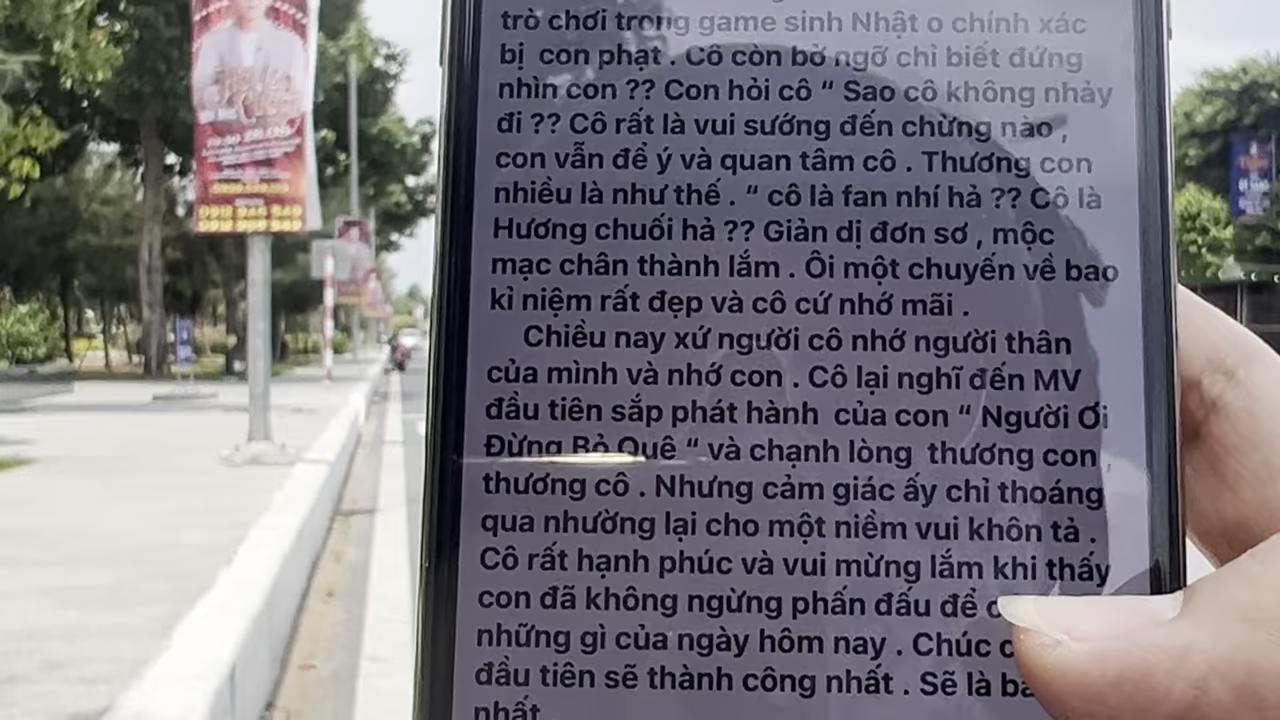 trò chơi trong game sinh Nhật o chính xác
bị con phạt . Cô còn bở ngỡ chỉ biết đứng
nhìn con ?? Con hỏi cô “ Sao cô không nhảy
đi ?? Cô rất là vui sướng đến chừng nào ,
con vẫn để ý và quan tâm cô . Thương con
nhiều là như thế . “ cô là fan nhí hả ?? Cô là
Hương chuối hả ?? Giản dị đơn sơ , mộc
mạc chân thành lắm . Ôi một chuyến về bao
kỉ niệm rất đẹp và cô cứ nhớ mãi .
Chiều nay xứ người cô nhớ người thân
của mình và nhớ con . Cô lại nghĩ đến MV
đầu tiên sắp phát hành của con “ Người Ơi
Đừng Bỏ Quê “ và chạnh lòng thương con ,
thương cô . Nhưng cảm giác ấy chỉ thoáng
qua nhường lại cho một niềm vui khôn tả .
Cô rất hạnh phúc và vui mừng lắm khi thấy
con đã không ngừng phấn đấu để
những gì của ngày hôm nay . Chúc
đầu tiên sẽ thành công nhất . Sẽ là
nhất